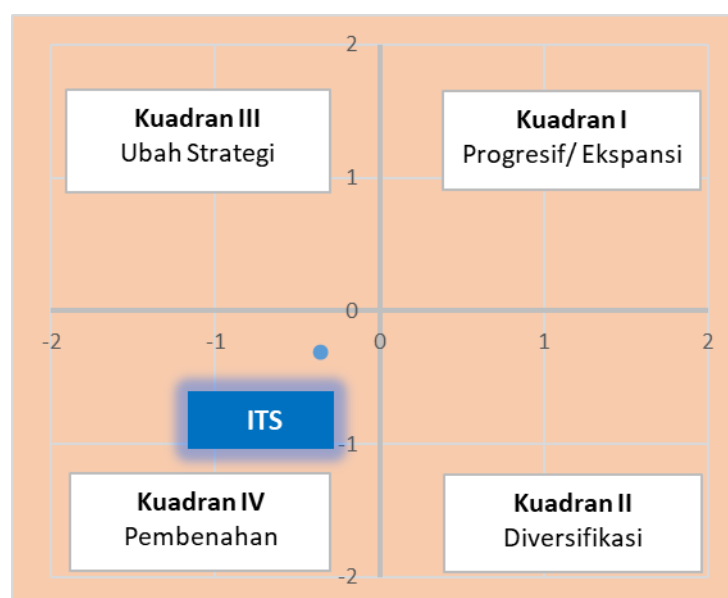 2
Kuadran III
Ubah Strategi
Kuadran I
Progresif/ Ekspansi
1
0
-2
-1
0
1
2
ITS
-1
Kuadran IV
Pembenahan
Kuadran II
Diversifikasi
-2